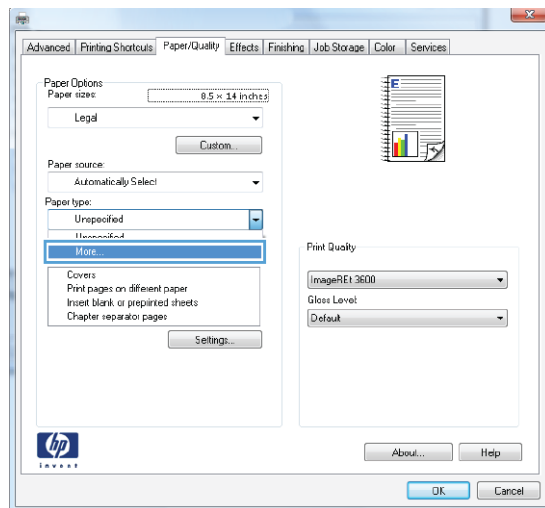 Advanced Printing Shortcuts Paper/Quality Effects Finishing Job Storage Color Services
Paper Options
Paper sizes: 8.5 × 14 inches
Legal
Custom...
Paper source:
Automatically Select
Paper type:
Unspecified
Unspecified
More...
Covers
Print pages on different paper
Insert blank or preprinted sheets
Chapter separator pages
Settings...
E
Print Quality
ImageREt 3600
Gloss Level:
Default
hp
invent
About... Help
OK Cancel